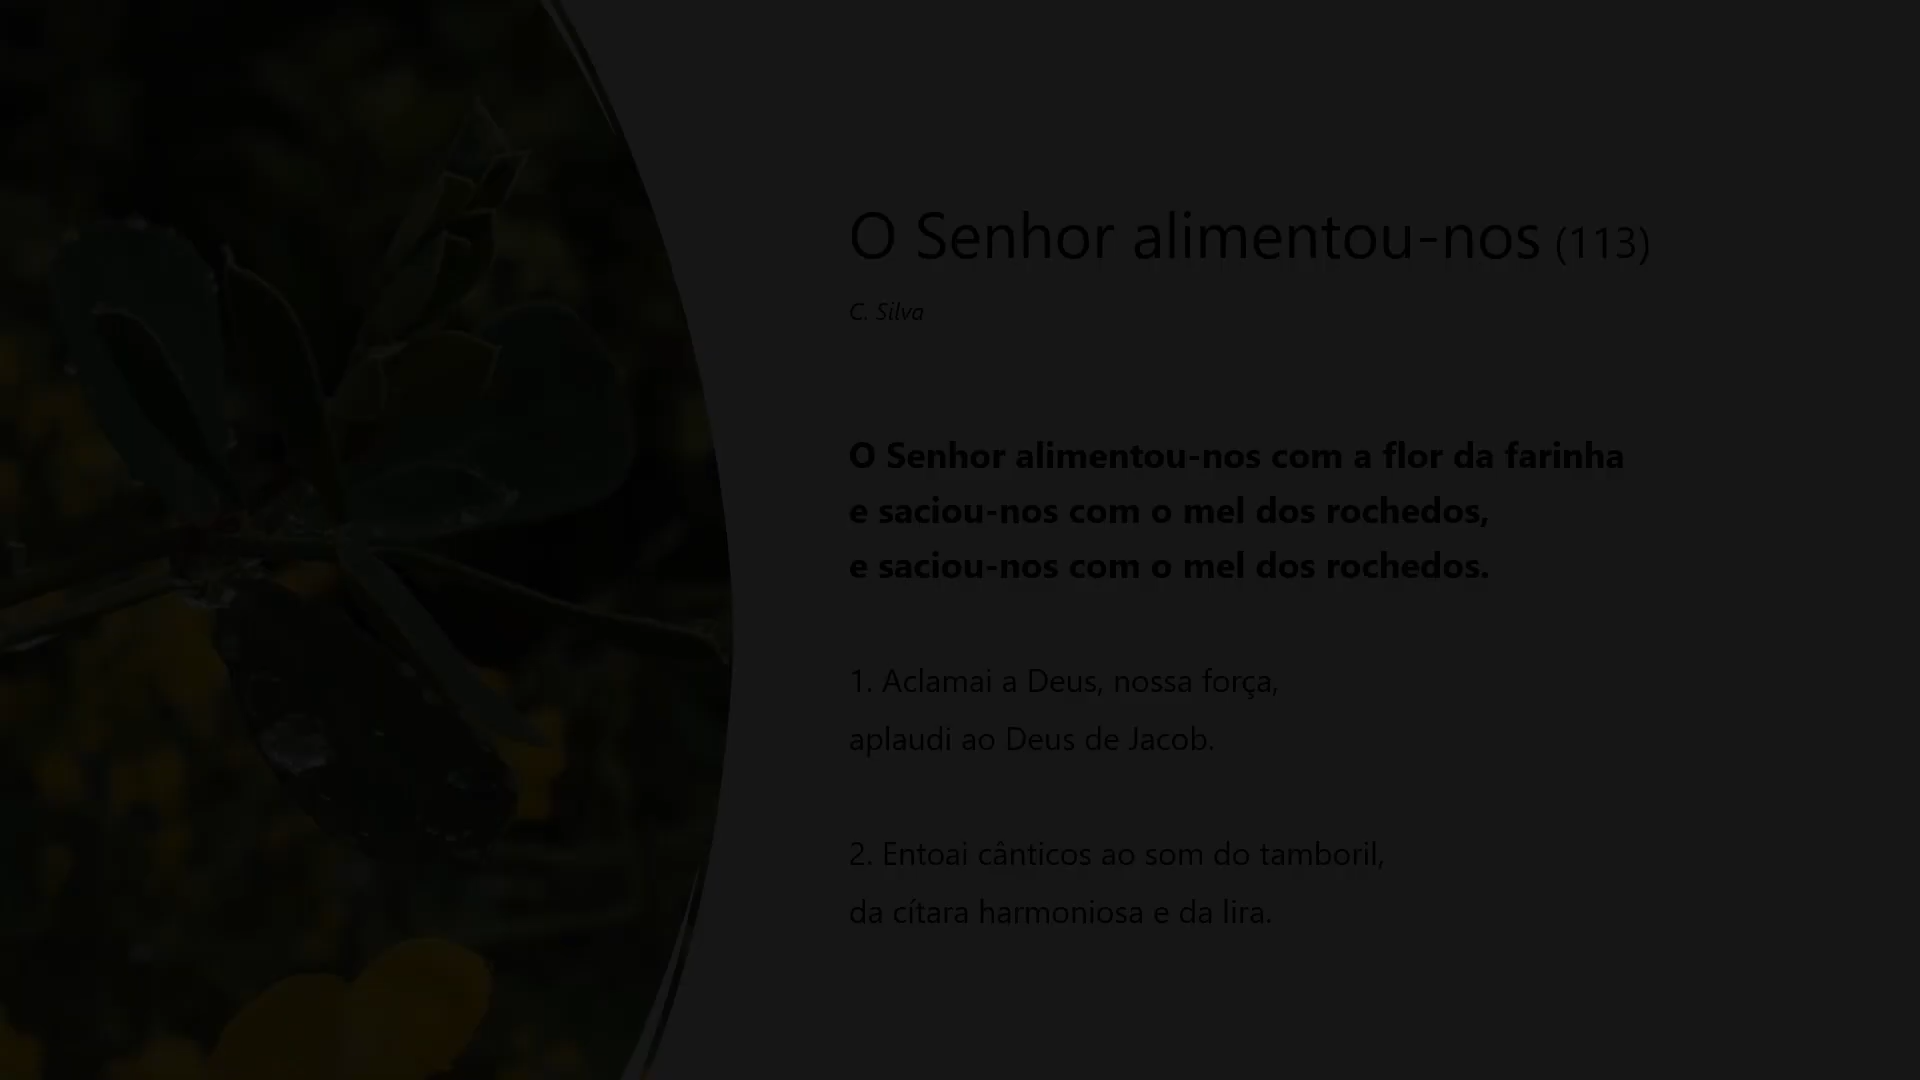 O Senhor alimentou-nos (113)
C. Silva
O Senhor alimentou-nos com a flor da farinha
e saciou-nos com o mel dos rochedos,
e saciou-nos com o mel dos rochedos.
1. Aclamai a Deus, nossa força,
aplaudi ao Deus de Jacob.
2. Entoai cânticos ao som do tamboril,
da cítara harmoniosa e da lira.